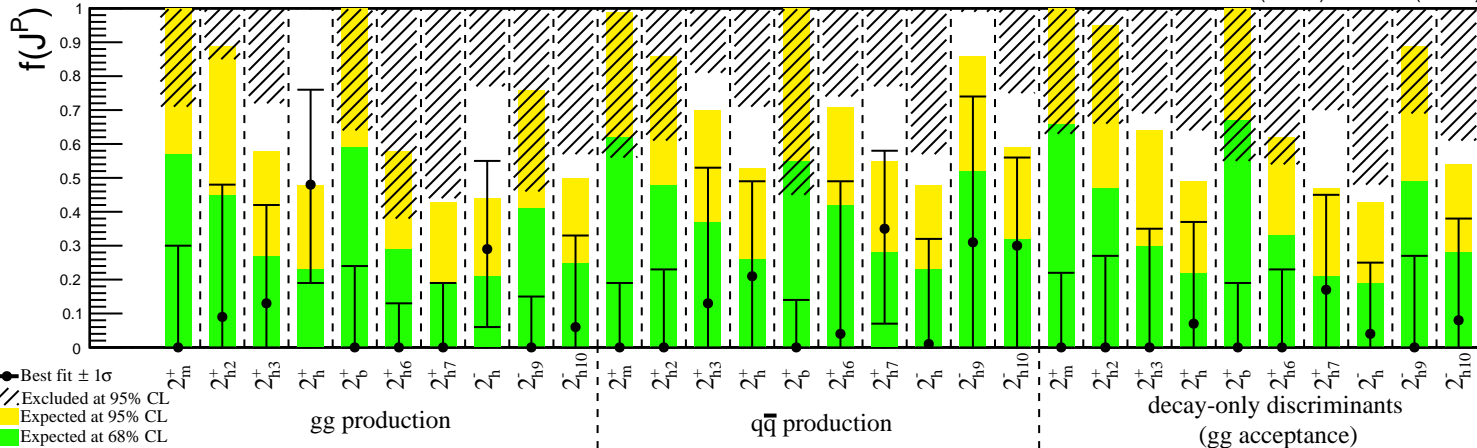 f(J^P)
1
0.9
0.8
0.7
0.6
0.5
0.4
0.3
0.2
0.1
0
2^+_m 2^+_h2 2^+_h3 2^+_h 2^+_b 2^+_h6 2^+_h7 2^-_h 2^-_h9 2^-_h10 2^+_m 2^+_h2 2^+_h3 2^+_h 2^+_b 2^+_h6 2^+_h7 2^-_h 2^-_h9 2^-_h10 2^+_m 2^+_h2 2^+_h3 2^+_h 2^+_b 2^+_h6 2^+_h7 2^-_h 2^-_h9 2^-_h10
Best fit ± 1σ
Excluded at 95% CL
Expected at 95% CL
Expected at 68% CL
gg production
qq̅ production
decay-only discriminants
(gg acceptance)